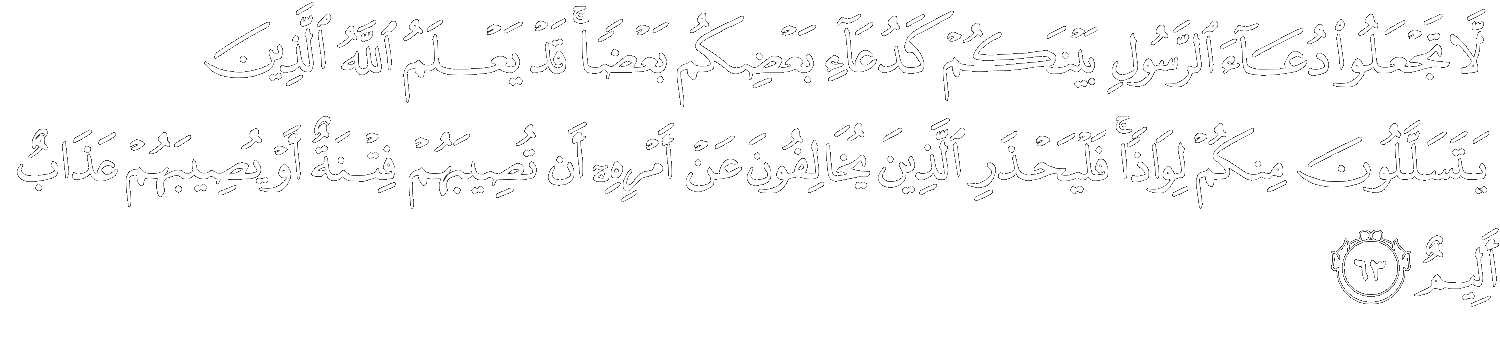 لَّا تَجْعَلُوا۟ دُعَآءَ ٱلرَّسُولِ بَيْنَكُمْ كَدُعَآءِ بَعْضِكُم بَعْضًا ۚ قَدْ يَعْلَمُ ٱللَّهُ ٱلَّذِينَ
يَتَسَلَّلُونَ مِنكُمْ لِوَاذًا ۚ فَلْيَحْذَرِ ٱلَّذِينَ يُخَالِفُونَ عَنْ أَمْرِهِۦٓ أَن تُصِيبَهُمْ فِتْنَةٌ أَوْ يُصِيبَهُمْ عَذَابٌ
أَلِيمٌ ٦٣